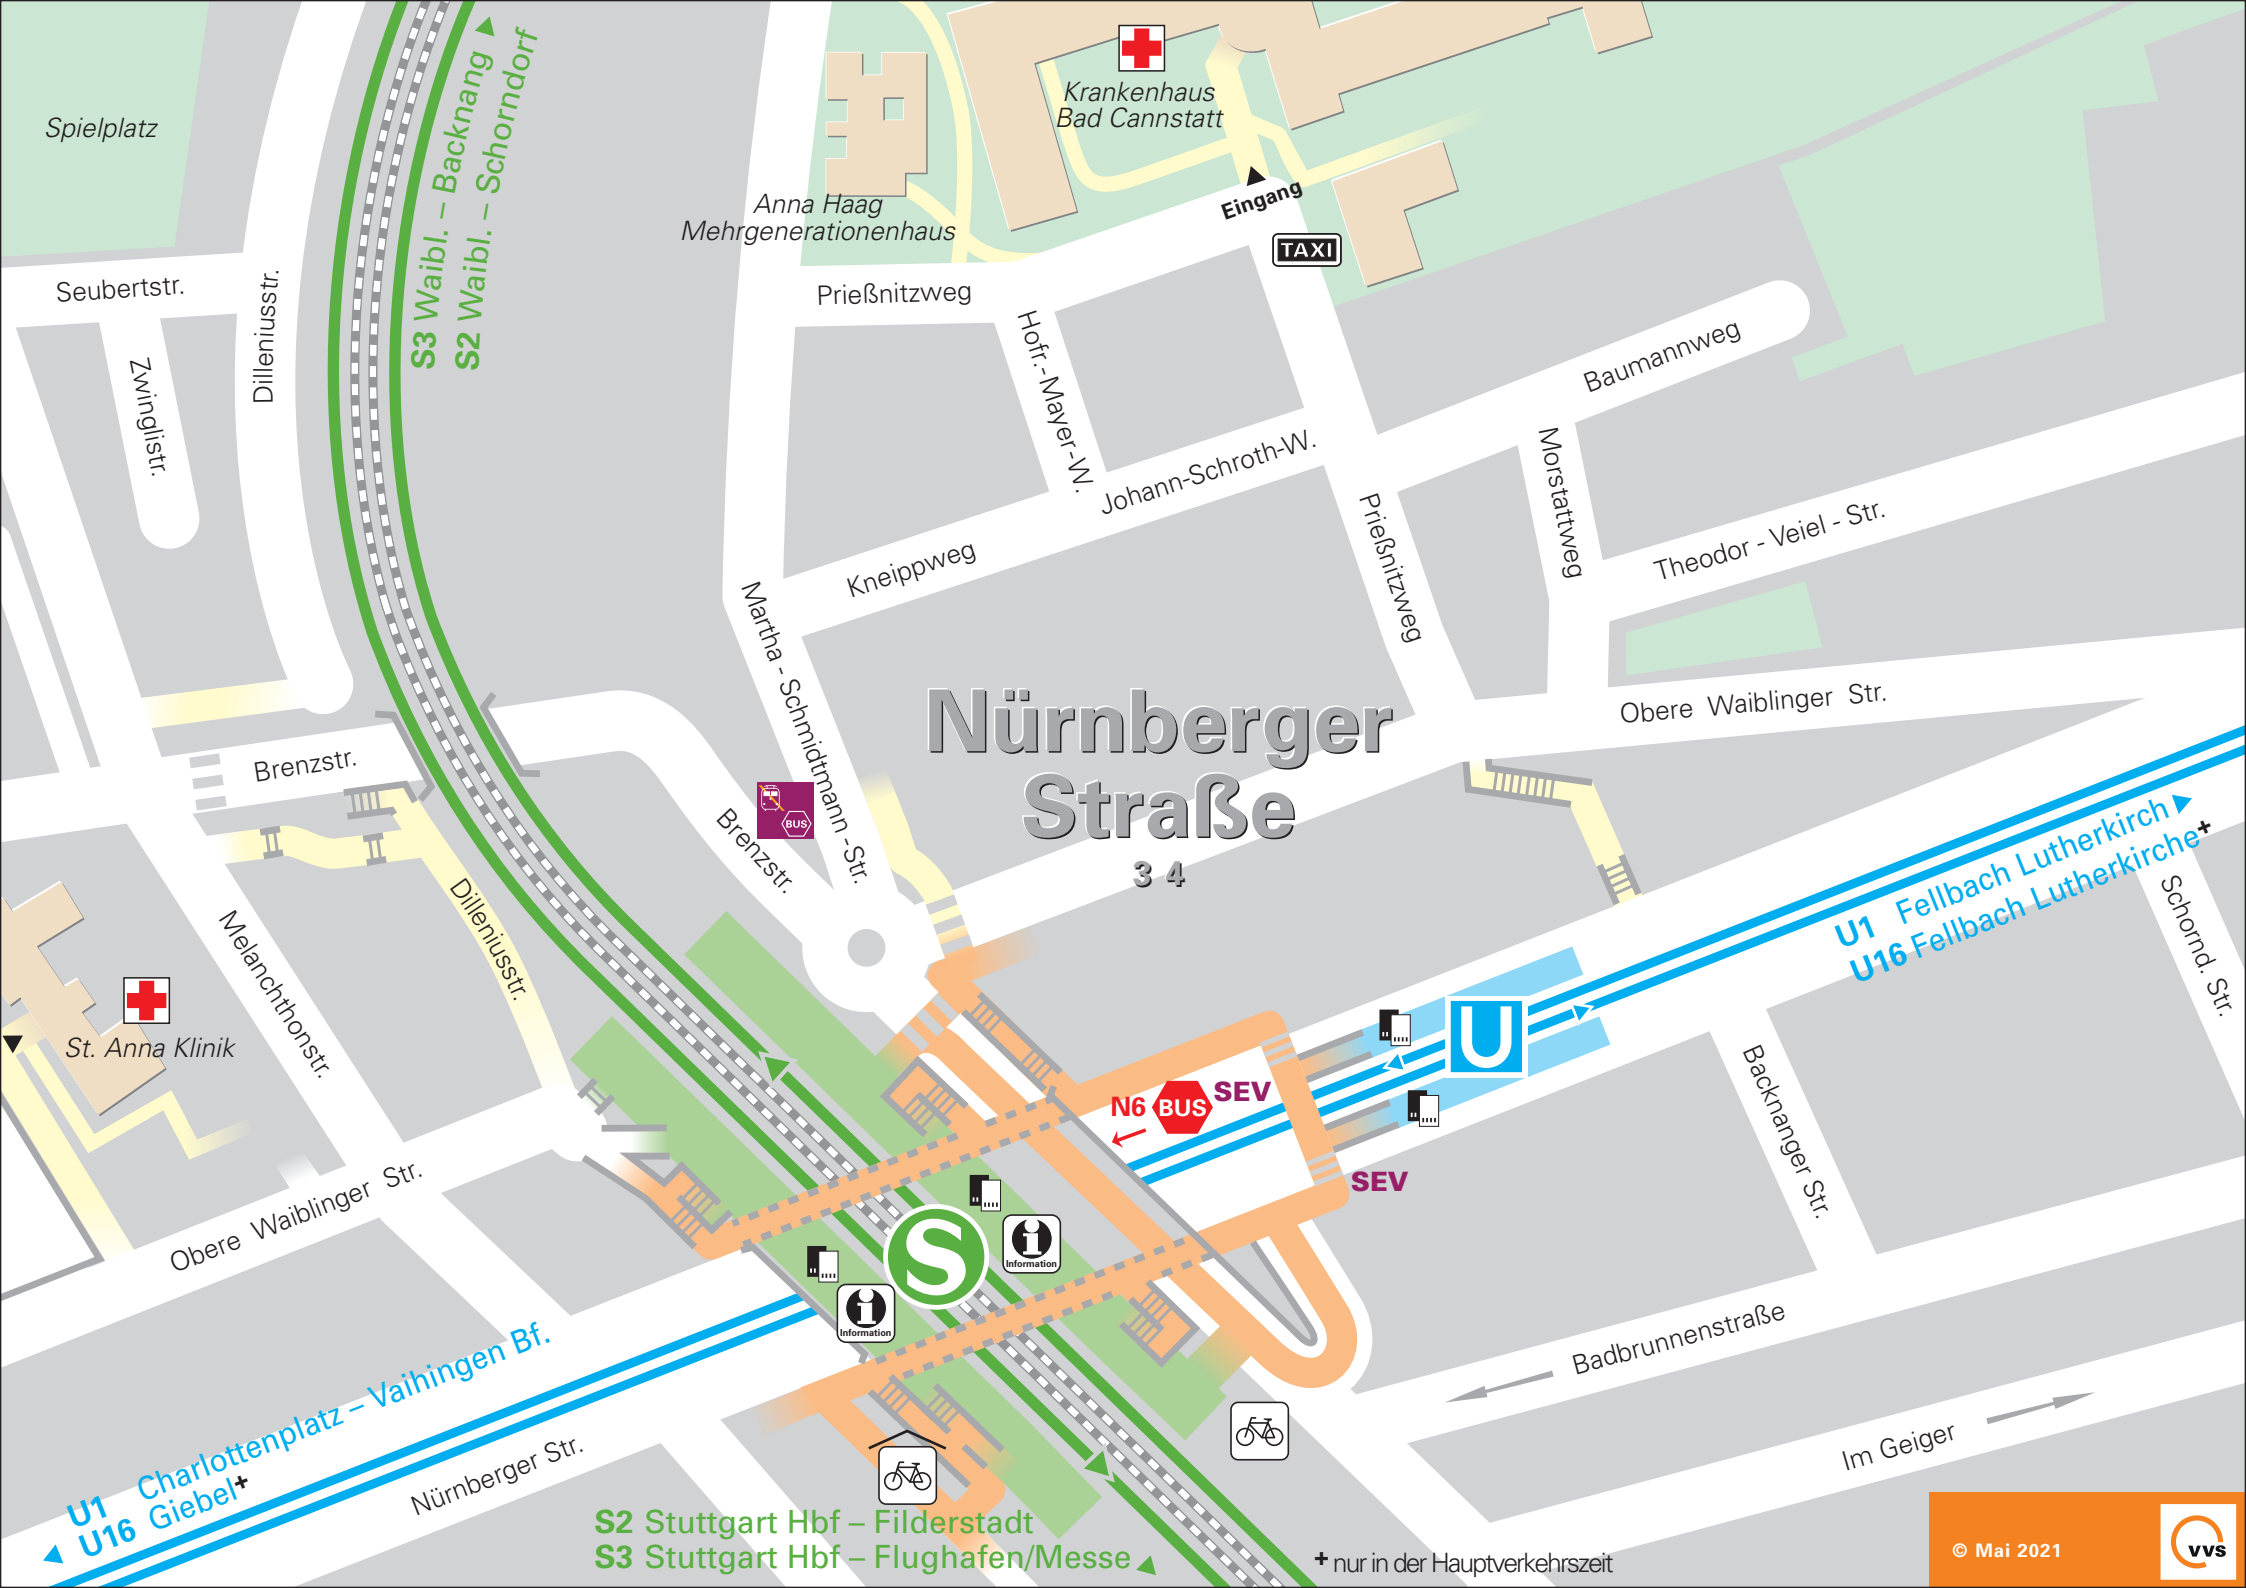 Spielplatz
S3 Waibl. – Backnang
S2 Waibl. – Schorndorf
Krankenhaus
Bad Cannstatt
Anna Haag
Mehrgenerationenhaus
Eingang
TAXI
Seubertstr.
Dilleniusstr.
Zwinglistr.
Prießnitzweg
Hofr.-Mayer-W.
Johann-Schroth-W.
Baumannweg
Morstattweg
Prießnitzweg
Theodor - Veiel - Str.
Kneippweg
Martha - Schmidtmann - Str.
Obere Waiblinger Str.
Nürnberger
Straße
3 4
Brenzstr.
BUS
Brenzstr.
U1 Fellbach Lutherkirch
U16 Fellbach Lutherkirche+
Schornd. Str.
Dilleniusstr.
Melanchthonstr.
St. Anna Klinik
U
N6
BUS
SEV
SEV
Backnanger Str.
Obere Waiblinger Str.
S
Information
Information
Badbrunnenstraße
Im Geiger
U1 Charlottenplatz – Vaihingen Bf.
U16 Giebel+
Nürnberger Str.
S2 Stuttgart Hbf – Filderstadt
S3 Stuttgart Hbf – Flughafen/Messe
+ nur in der Hauptverkehrszeit
© Mai 2021
VVS